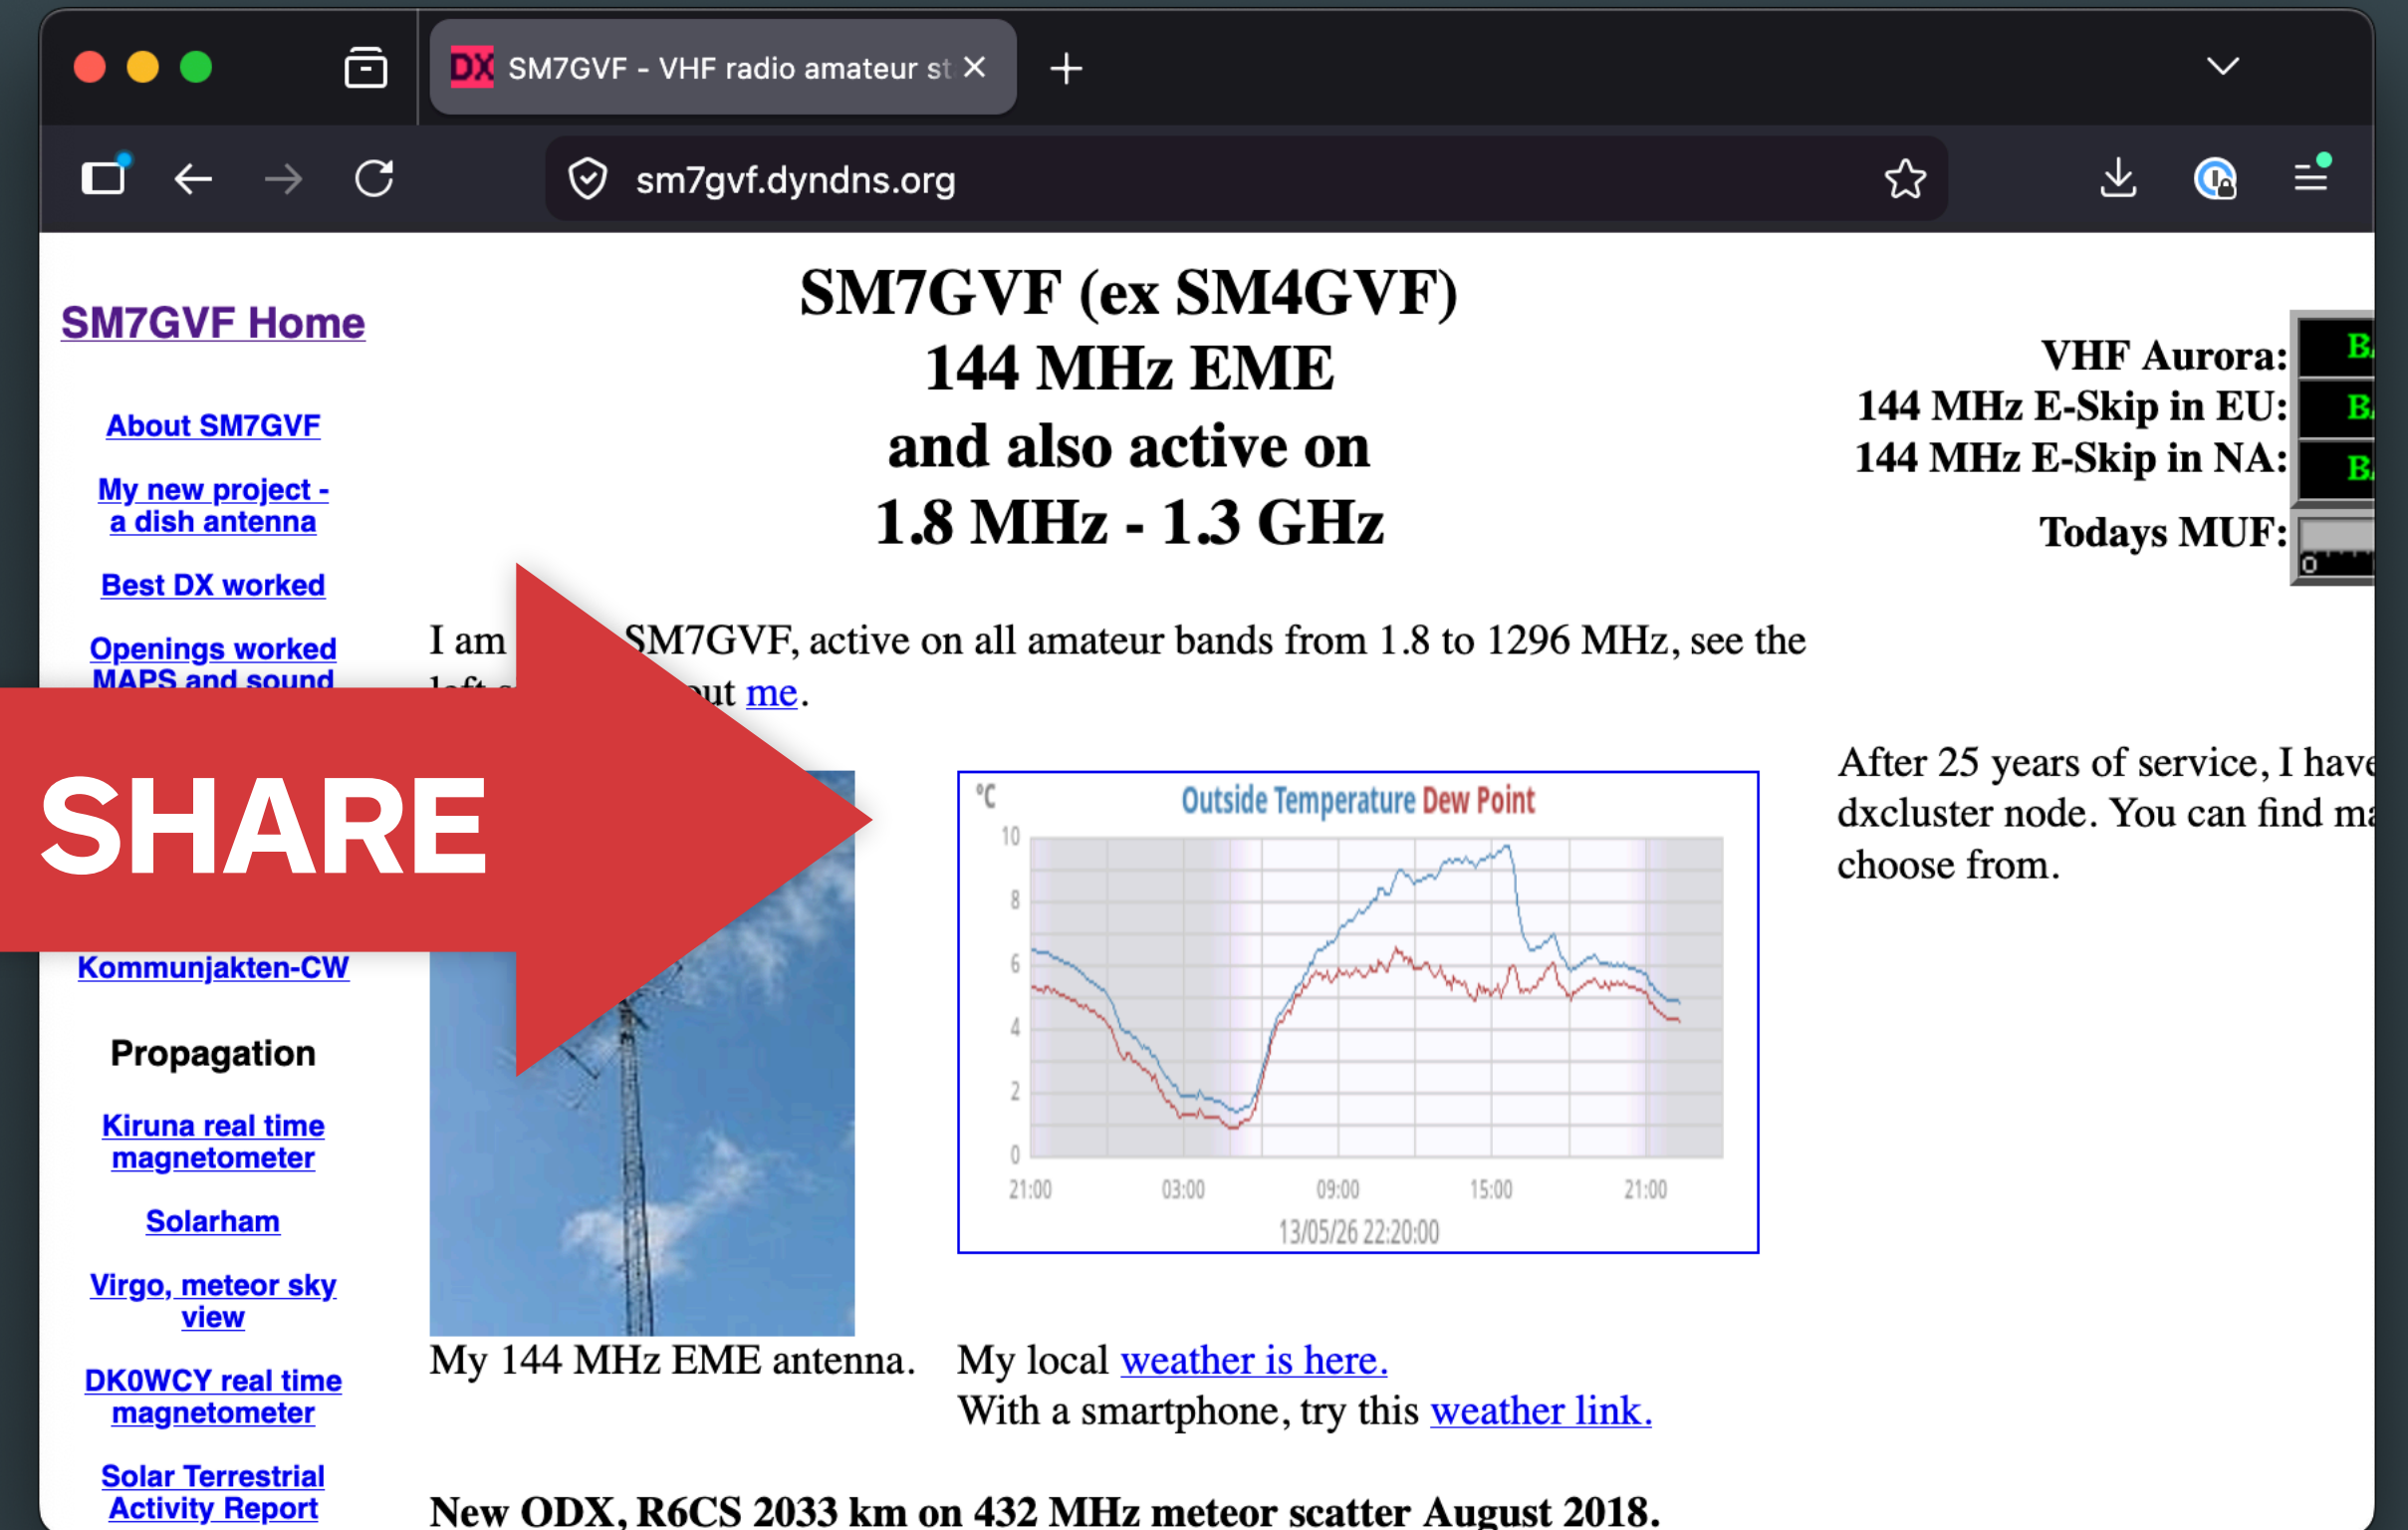 DX SM7GVF - VHF radio amateur st
sm7gvf.dyndns.org
SM7GVF Home
About SM7GVF
My new project -
a dish antenna
Best DX worked
Openings worked
MAPS and sound
SHARE
Kommunjakten-CW
Propagation
Kiruna real time
magnetometer
Solarham
Virgo, meteor sky
view
DK0WCY real time
magnetometer
Solar Terrestrial
Activity Report
SM7GVF (ex SM4GVF)
144 MHz EME
and also active on
1.8 MHz - 1.3 GHz
I am SM7GVF, active on all amateur bands from 1.8 to 1296 MHz, see the
me.
°C Outside Temperature Dew Point
10
8
6
4
2
0
21:00 03:00 09:00 15:00 21:00
13/05/26 22:20:00
My 144 MHz EME antenna.
My local weather is here.
With a smartphone, try this weather link.
New ODX, R6CS 2033 km on 432 MHz meteor scatter August 2018.
VHF Aurora:
144 MHz E-Skip in EU:
144 MHz E-Skip in NA:
Todays MUF:
0
After 25 years of service, I have
dxcluster node. You can find
choose from.